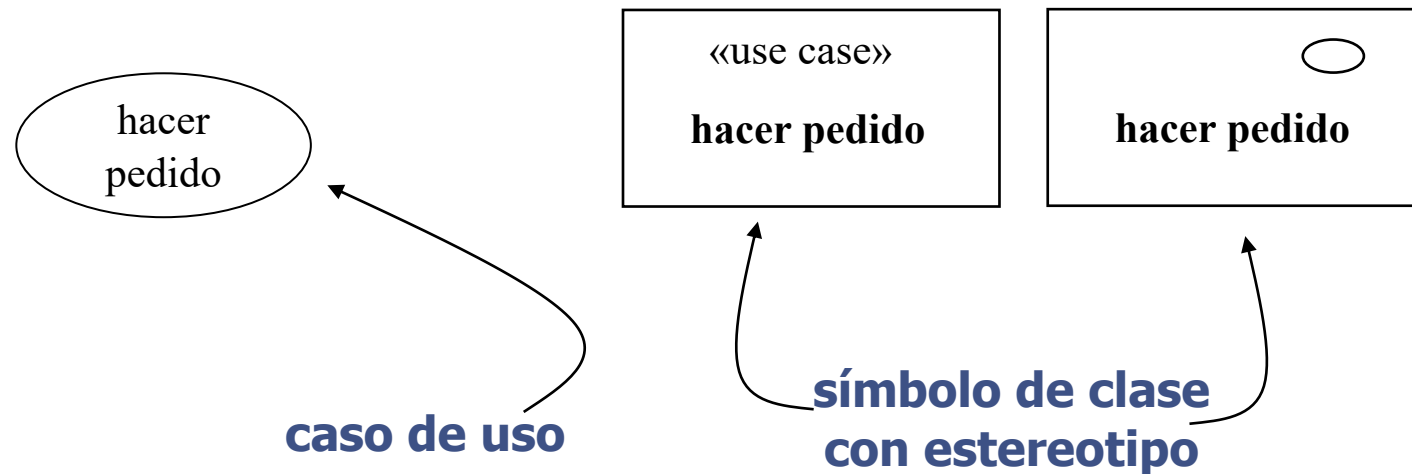 hacer
pedido
«use case»
hacer pedido
hacer pedido
caso de uso
símbolo de clase
con estereotipo